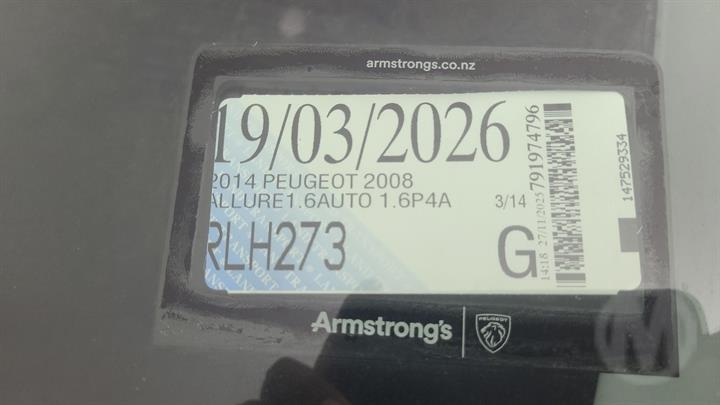 armstrongs.co.nz
19/03/2026
2014 PEUGEOT 2008
ALLURE1.6AUTO 1.6P4A 3/14
RLH273 G
14:18 27/11/2025
791974796
147529334
Armstrong's
PEUGEOT